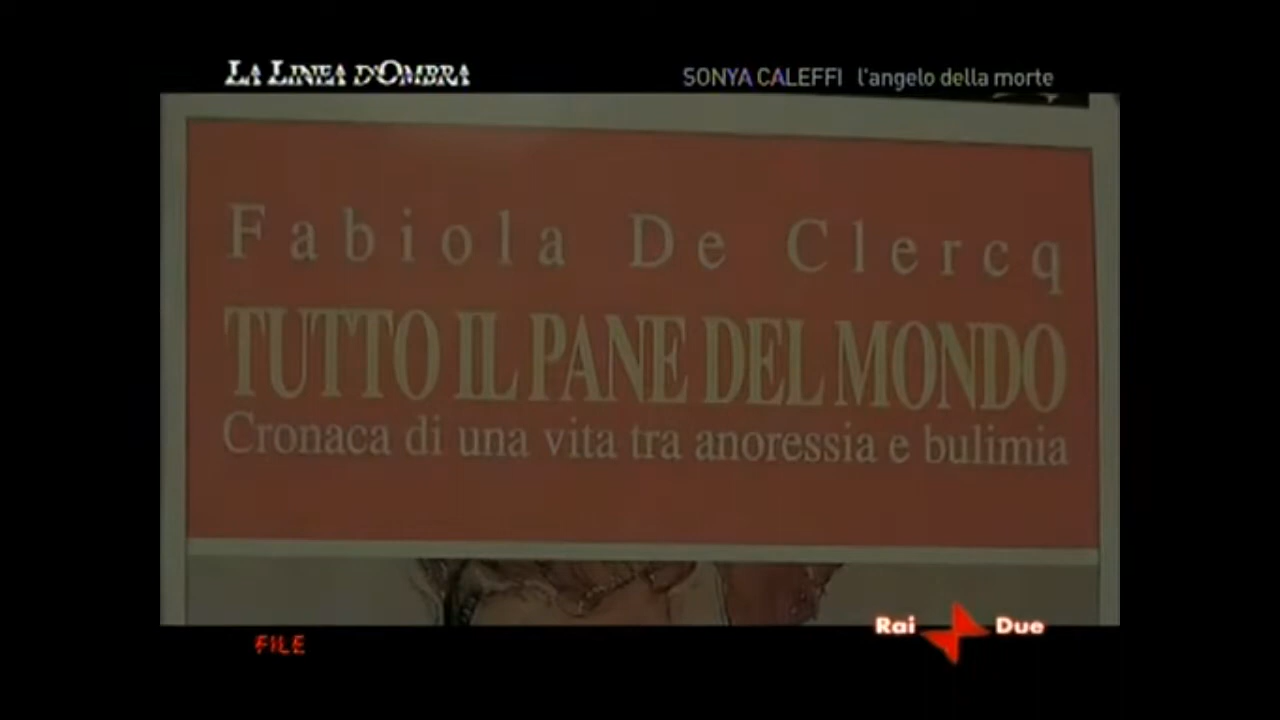 LA LINEA D'OMBRA
SONYA CALEFFI l'angelo della morte
Fabiola De Clercq
TUTTO IL PANE DEL MONDO
Cronaca di una vita tra anoressia e bulimia
Rai Due
FILE